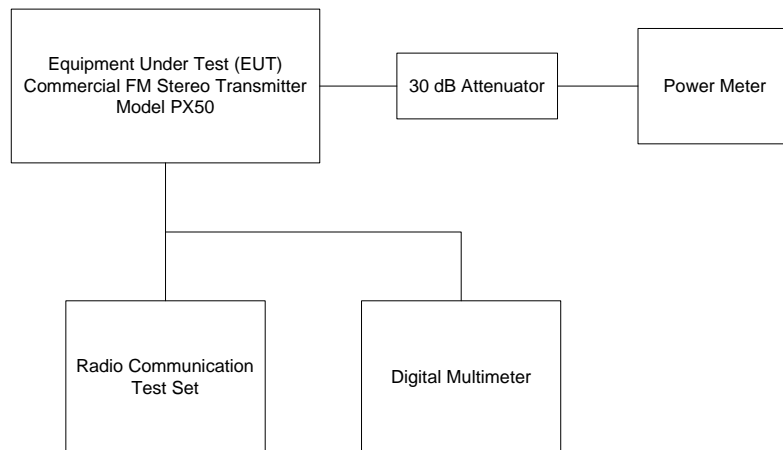 Equipment Under Test (EUT)
Commercial FM Stereo Transmitter
Model PX50
30 dB Attenuator
Power Meter
Radio Communication
Test Set
Digital Multimeter